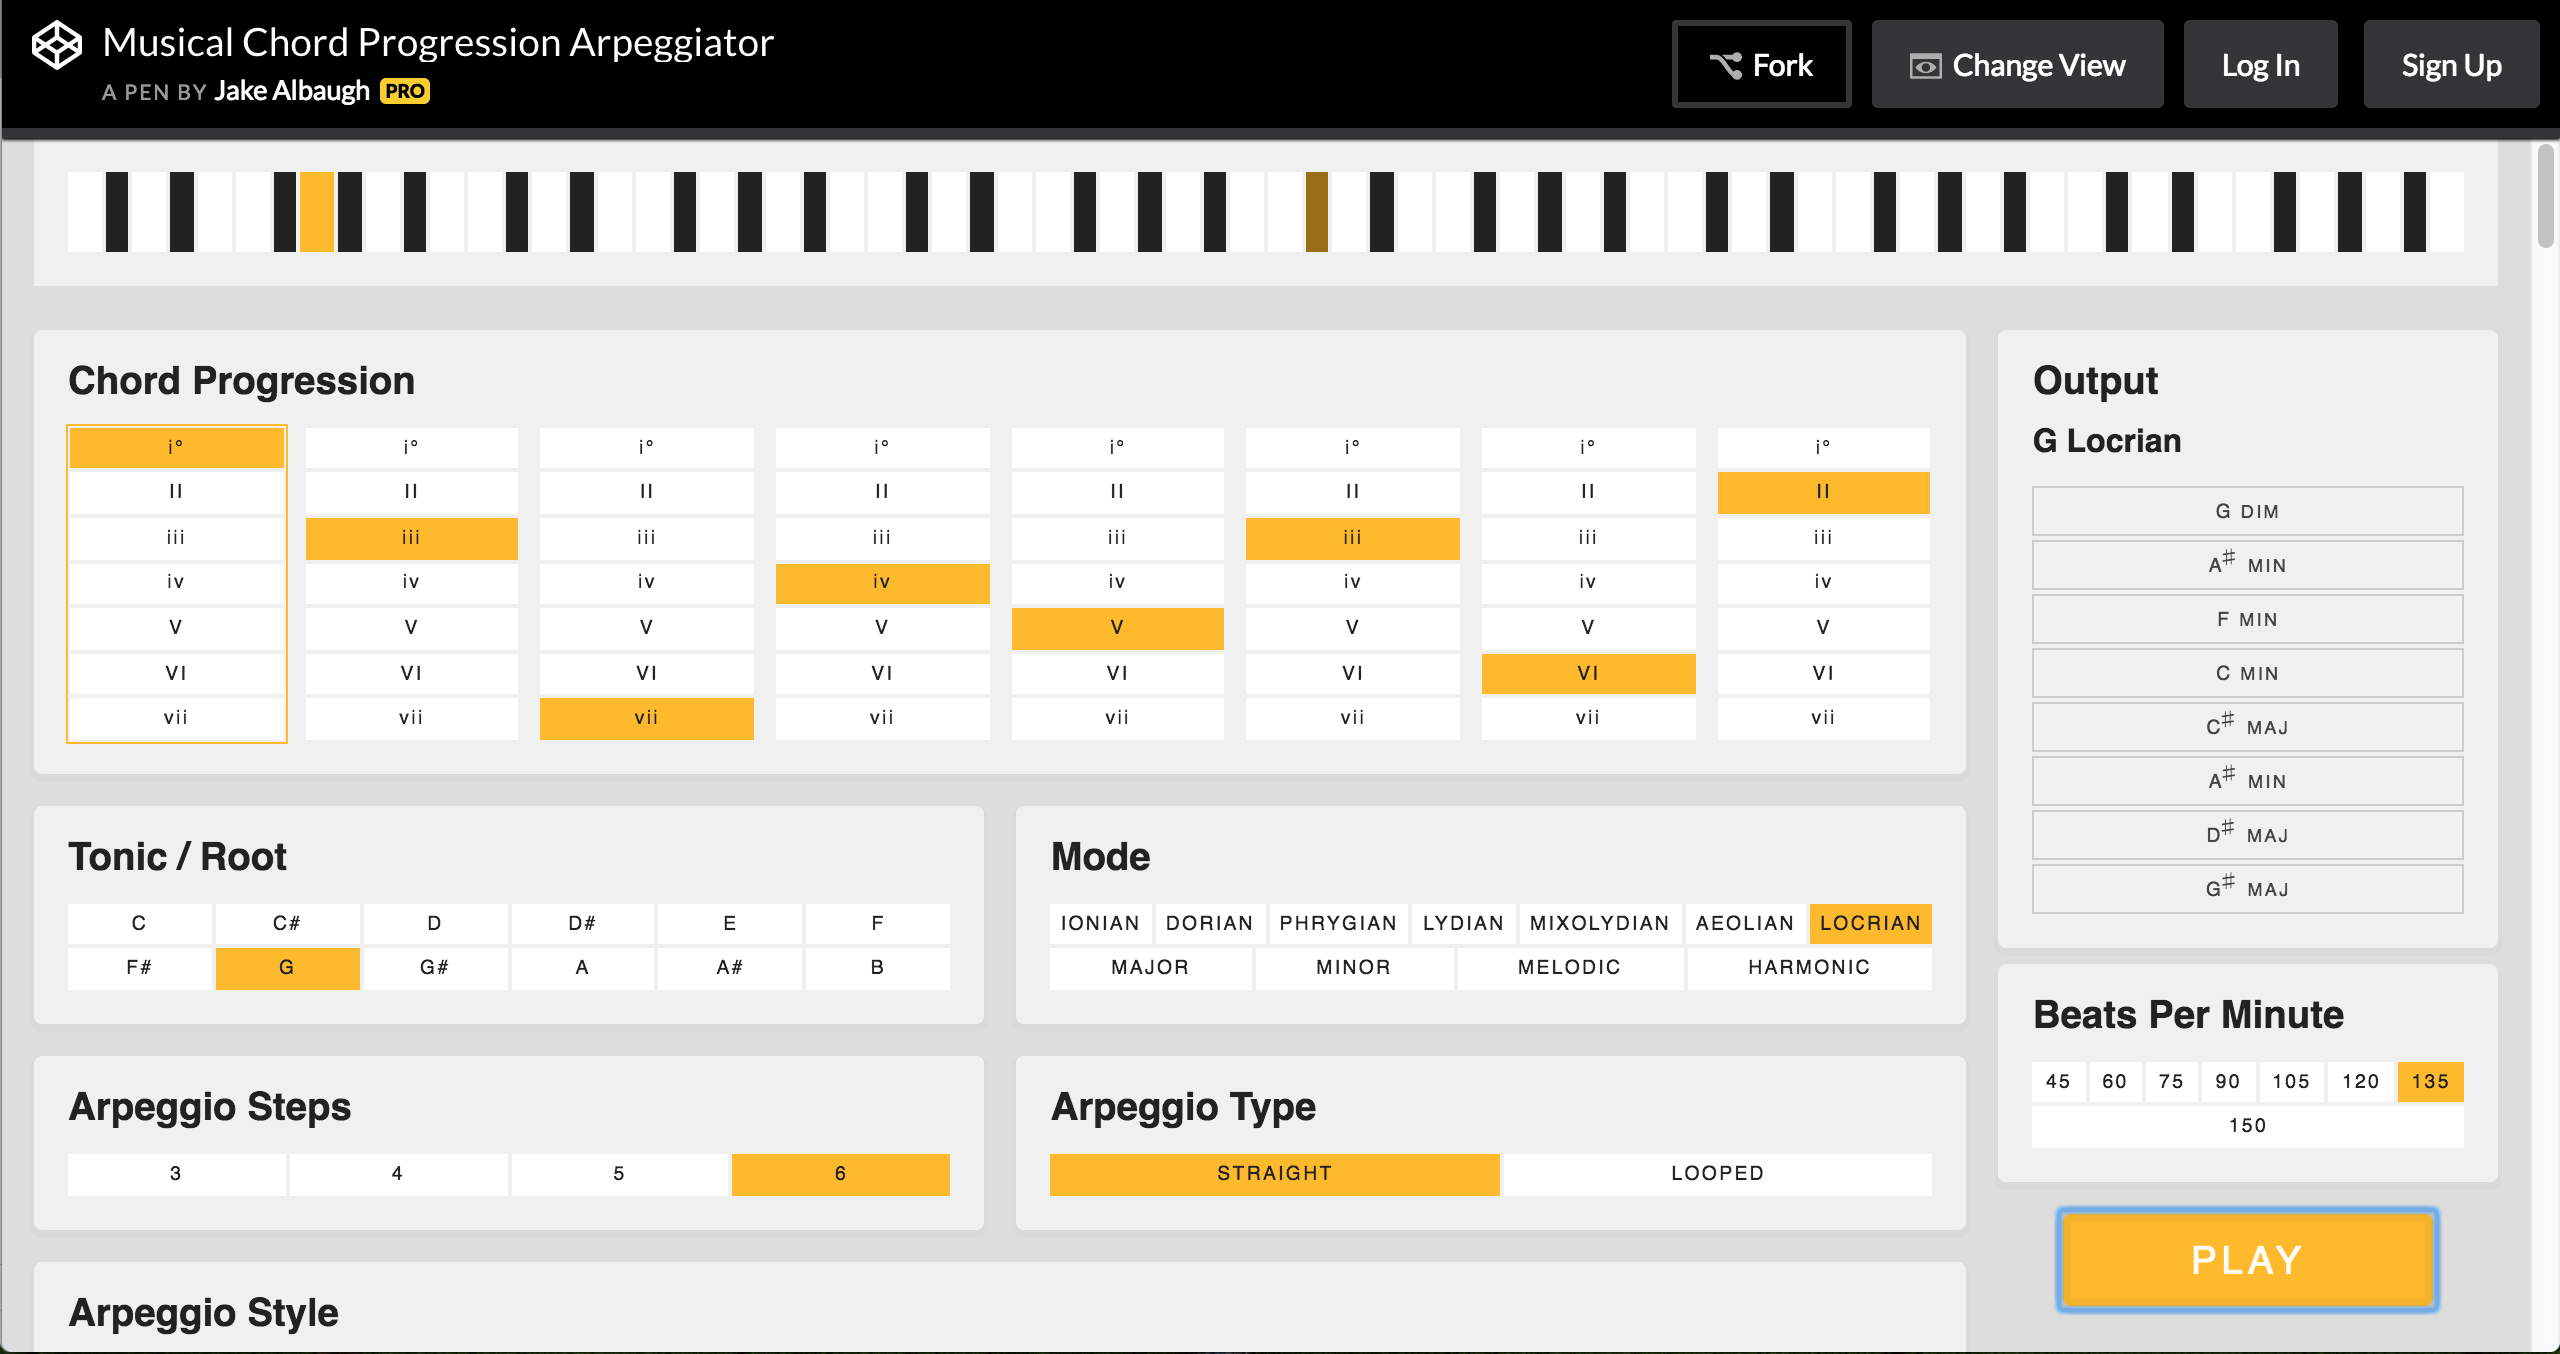 Musical Chord Progression Arpeggiator
A PEN BY Jake Albaugh PRO
Fork
Change View
Log In
Sign Up
Chord Progression
i° i° i° i° i° i° i° i°
II II II II II II II II
iii iii iii iii iii iii iii iii
iv iv iv iv iv iv iv iv
V V V V V V V V
VI VI VI VI VI VI VI VI
vii vii vii vii vii vii vii vii
Output
G Locrian
G DIM
A♯ MIN
F MIN
C MIN
C♯ MAJ
A♯ MIN
D♯ MAJ
G♯ MAJ
Tonic / Root
C C# D D# E F
F# G G# A A# B
Mode
IONIAN DORIAN PHRYGIAN LYDIAN MIXOLYDIAN AEOLIAN LOCRIAN
MAJOR MINOR MELODIC HARMONIC
Beats Per Minute
45 60 75 90 105 120 135
150
Arpeggio Steps
3 4 5 6
Arpeggio Type
STRAIGHT LOOPED
PLAY
Arpeggio Style